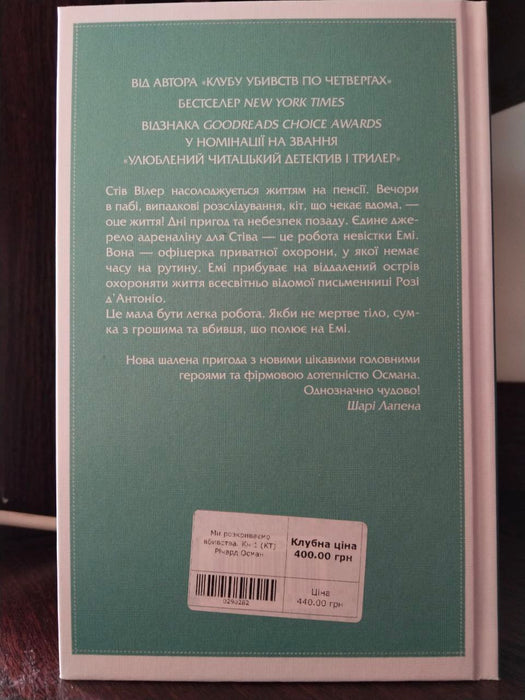 ВІД АВТОРА «КЛУБУ УБИВСТВ ПО ЧЕТВЕРГАХ»
БЕСТСЕЛЕР NEW YORK TIMES
ВІДЗНАКА GOODREADS CHOICE AWARDS
У НОМІНАЦІЇ НА ЗВАННЯ
«УЛЮБЛЕНИЙ ЧИТАЦЬКИЙ ДЕТЕКТИВ І ТРИЛЕР»
Стів Вілер насолоджується життям на пенсії. Вечори
в пабі, випадкові розслідування, кіт, що чекає вдома, —
оце життя! Дні пригод та небезпек позаду. Єдине дже-
рело адреналіну для Стіва — це робота невістки Емі.
Вона — офіцерка приватної охорони, у якої немає
часу на рутину. Емі прибуває на віддалений острів
охороняти життя всесвітньо відомої письменниці Розі
д’Антоніо.
Це мала бути легка робота. Якби не мертве тіло, сум-
ка з грошима та вбивця, що полює на Емі.
Нова шалена пригода з новими цікавими головними
героями та фірмовою дотепністю Османа.
Однозначно чудово!
Шарі Лапена
Ми розкриваємо
вбивства. Кн 1 (КТ)
Річард Осман
0298282
Клубна ціна
400.00 грн
Ціна
440.00 грн